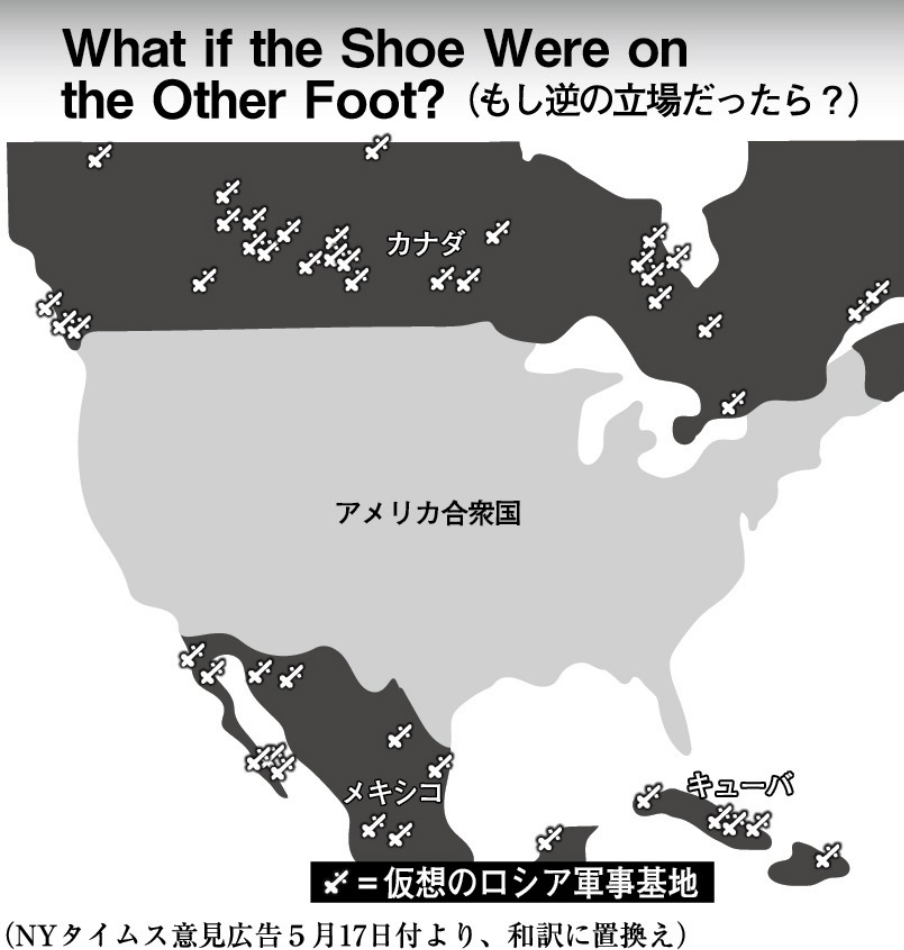 What if the Shoe Were on
the Other Foot?（もし逆の立場だったら？）
カナダ
アメリカ合衆国
メキシコ
キューバ
＝仮想のロシア軍事基地
（NYタイムス意見広告５月17日付より、和訳に置換え）